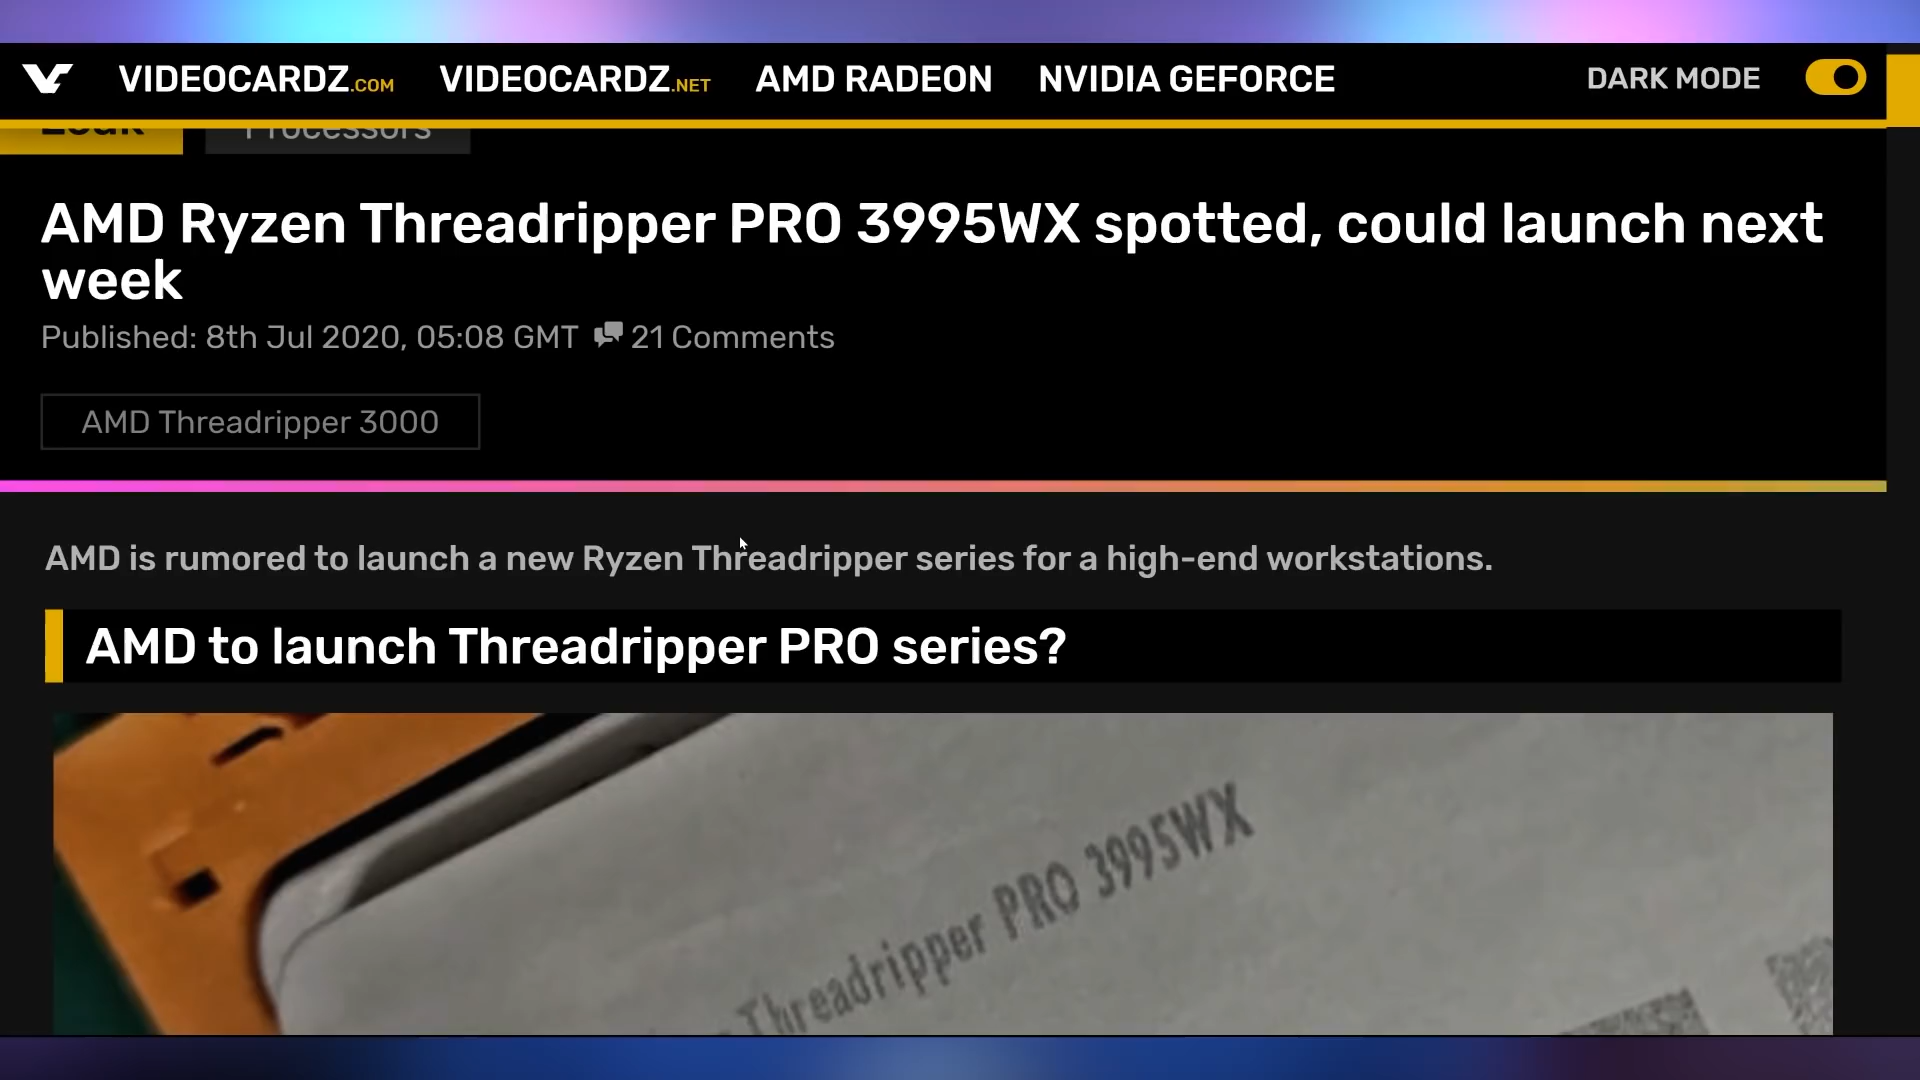 VIDEOCARDZ.COM VIDEOCARDZ.NET AMD RADEON NVIDIA GEFORCE DARK MODE
Leak Processors
AMD Ryzen Threadripper PRO 3995WX spotted, could launch next
week
Published: 8th Jul 2020, 05:08 GMT 21 Comments
AMD Threadripper 3000
AMD is rumored to launch a new Ryzen Threadripper series for a high-end workstations.
AMD to launch Threadripper PRO series?
Threadripper PRO 3995WX